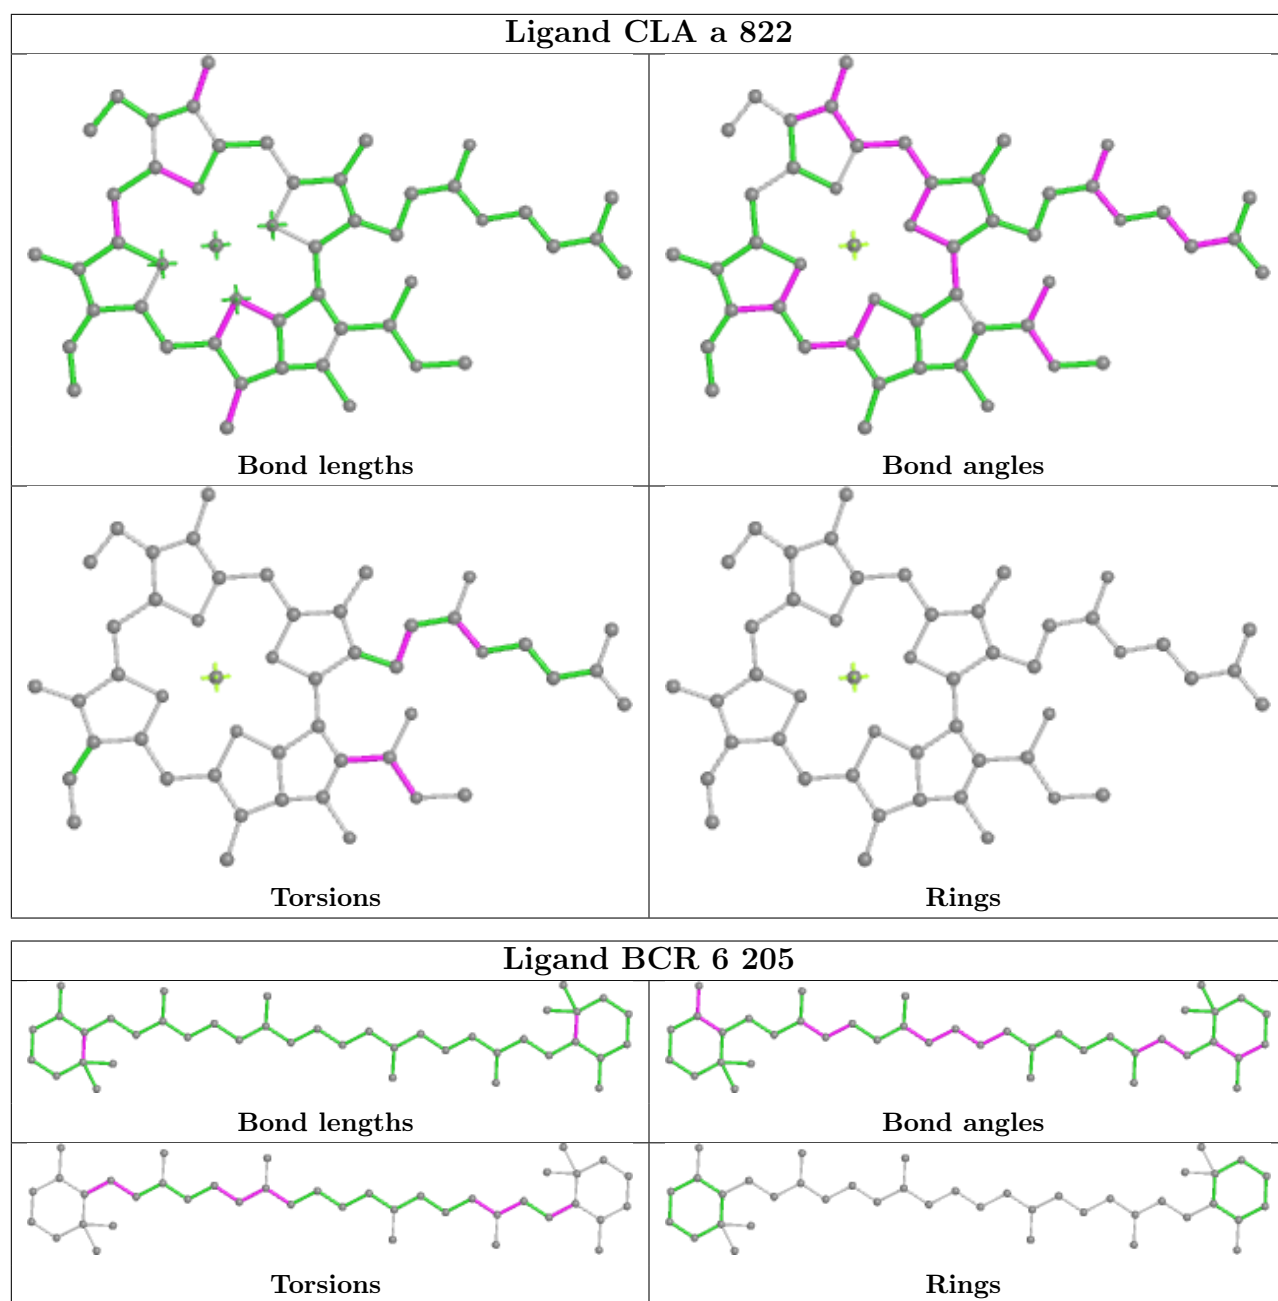 Ligand CLA a 822
Bond lengths
Bond angles
Torsions
Rings
Ligand BCR 6 205
Bond lengths
Bond angles
Torsions
Rings